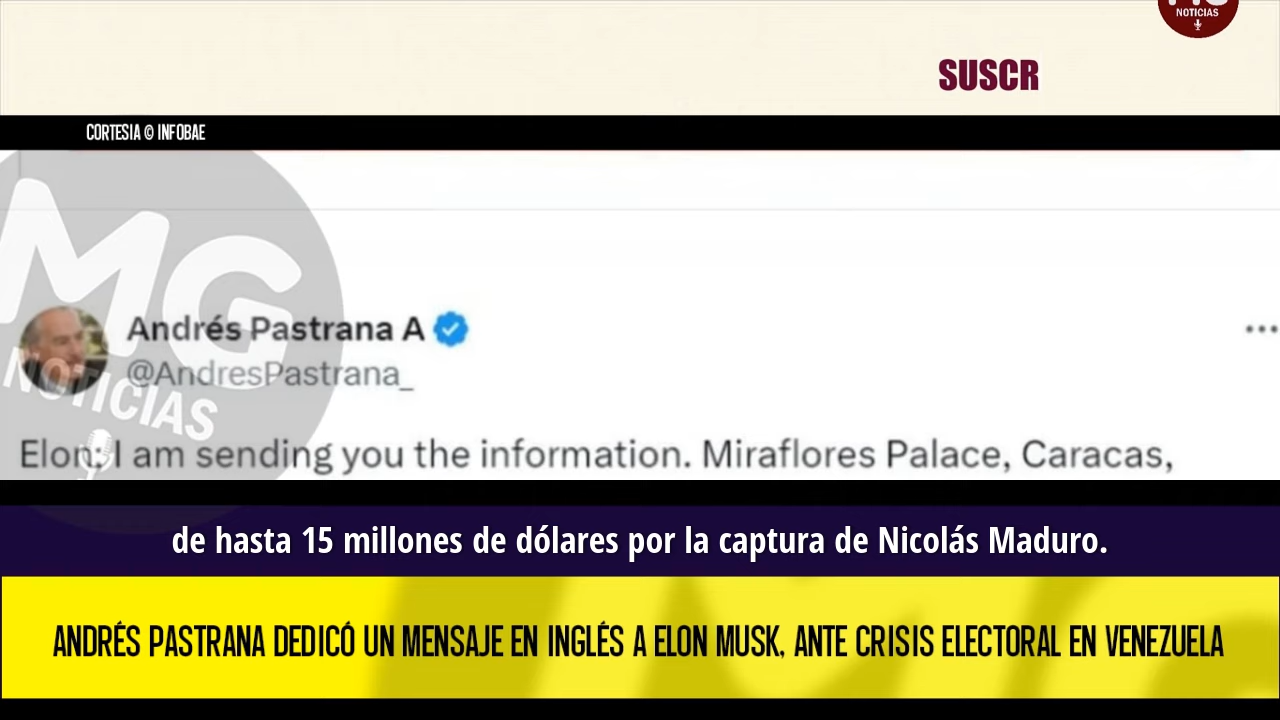 NOTICIAS
SUSCR
CORTESIA © INFOBAE
MG
NOTICIAS
Andrés Pastrana A
@AndresPastrana_
Elon: I am sending you the information. Miraflores Palace, Caracas,
de hasta 15 millones de dólares por la captura de Nicolás Maduro.
ANDRÉS PASTRANA DEDICÓ UN MENSAJE EN INGLÉS A ELON MUSK, ANTE CRISIS ELECTORAL EN VENEZUELA